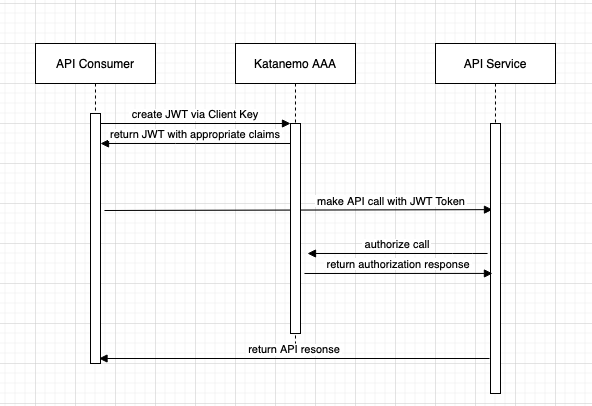 API Consumer
Katanemo AAA
API Service
create JWT via Client Key
return JWT with appropriate claims
make API call with JWT Token
authorize call
return authorization response
return API resonse